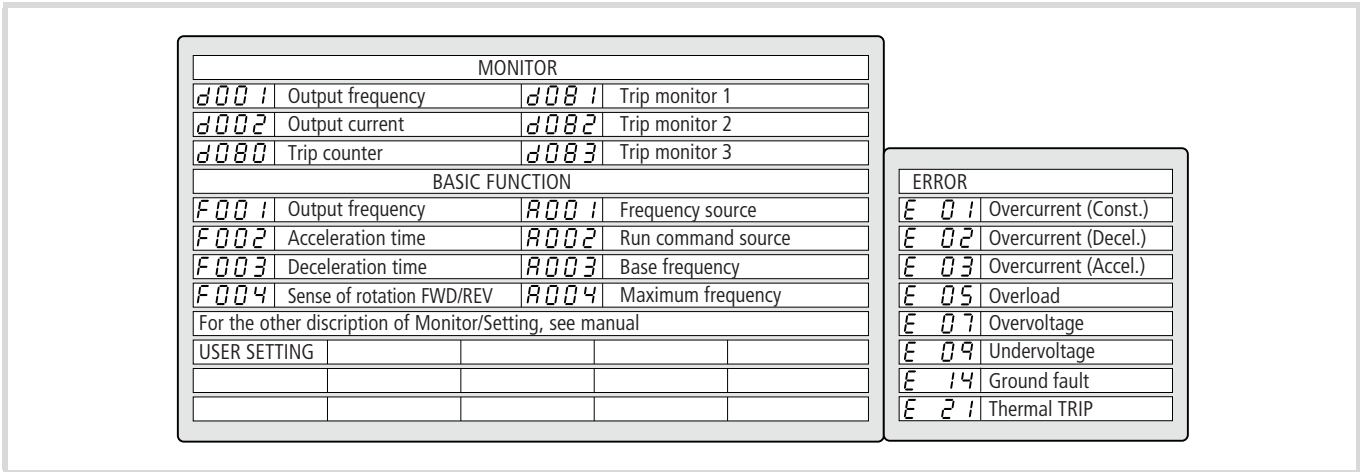 MONITOR
d001 Output frequency d081 Trip monitor 1
d002 Output current d082 Trip monitor 2
d080 Trip counter d083 Trip monitor 3
BASIC FUNCTION
F001 Output frequency A001 Frequency source
F002 Acceleration time A002 Run command source
F003 Deceleration time A003 Base frequency
F004 Sense of rotation FWD/REV A004 Maximum frequency
For the other discription of Monitor/Setting, see manual
USER SETTING
ERROR
E 01 Overcurrent (Const.)
E 02 Overcurrent (Decel.)
E 03 Overcurrent (Accel.)
E 05 Overload
E 07 Overvoltage
E 09 Undervoltage
E 14 Ground fault
E 21 Thermal TRIP